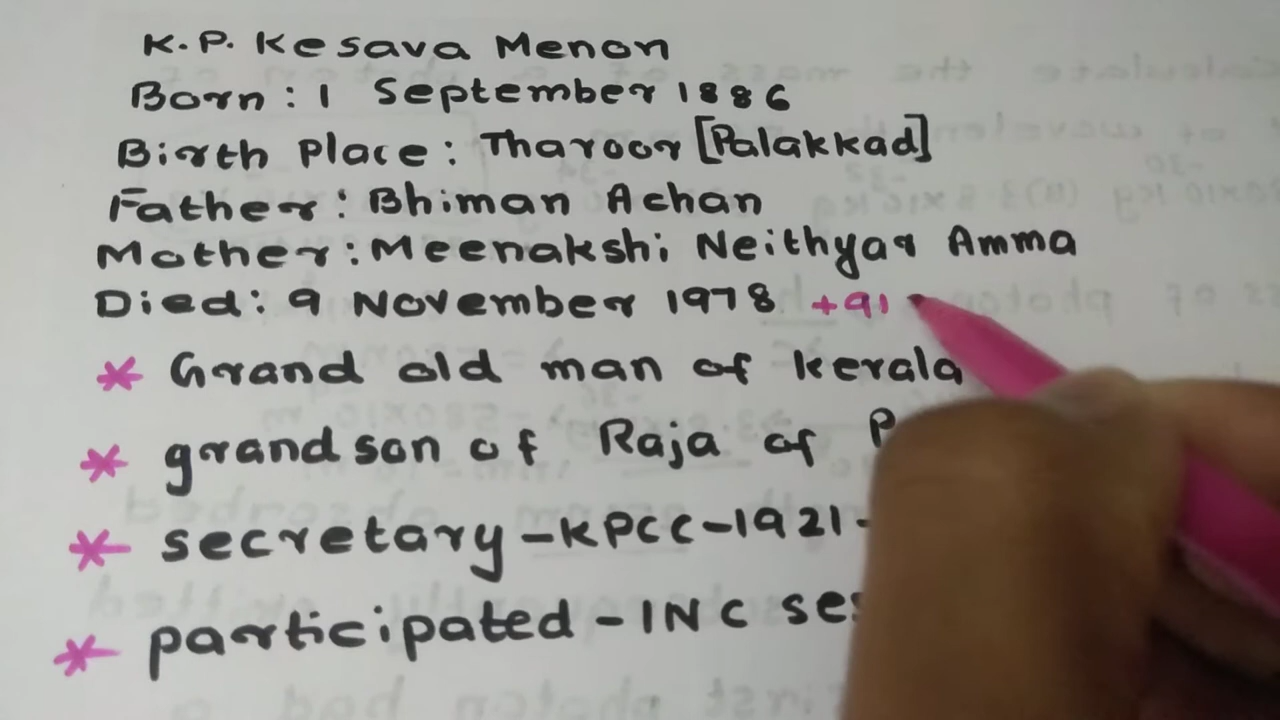 K.P. Kesava Menon
Born: 1 September 1886
Birth Place: Tharoor [Palakkad]
Father: Bhiman Achan
Mother: Meenakshi Neithyar Amma
Died: 9 November 1978 +91
* Grand old man of kerala
* grandson of Raja of P
* secretary-KPCC-1921-
* participated-INC ses